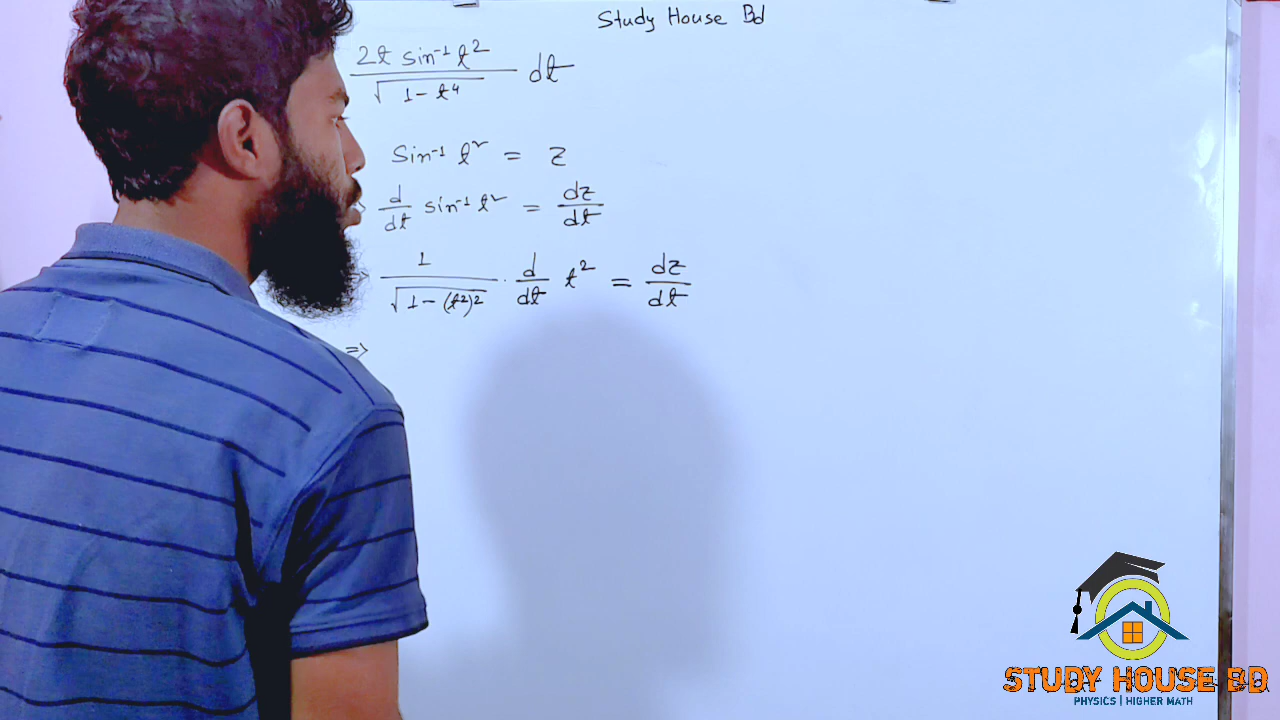 Study House Bd
2t sin⁻¹ t² / √(1 - t⁴) dt
Sin⁻¹ t² = z
d/dt sin⁻¹ t² = dz/dt
⇒ 1/√(1 - (t²)²) · d/dt t² = dz/dt
⇒
STUDY HOUSE BD
PHYSICS | HIGHER MATH